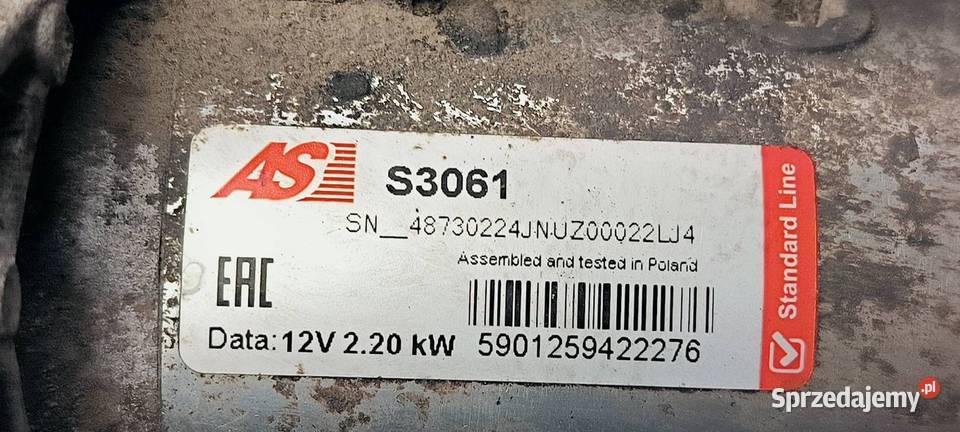 AS
S3061
SN__48730224JNUZ00022LJ4
Assembled and tested in Poland
EAC
Data: 12V 2.20 kW
5901259422276
Standard Line
Sprzedajemy.pl